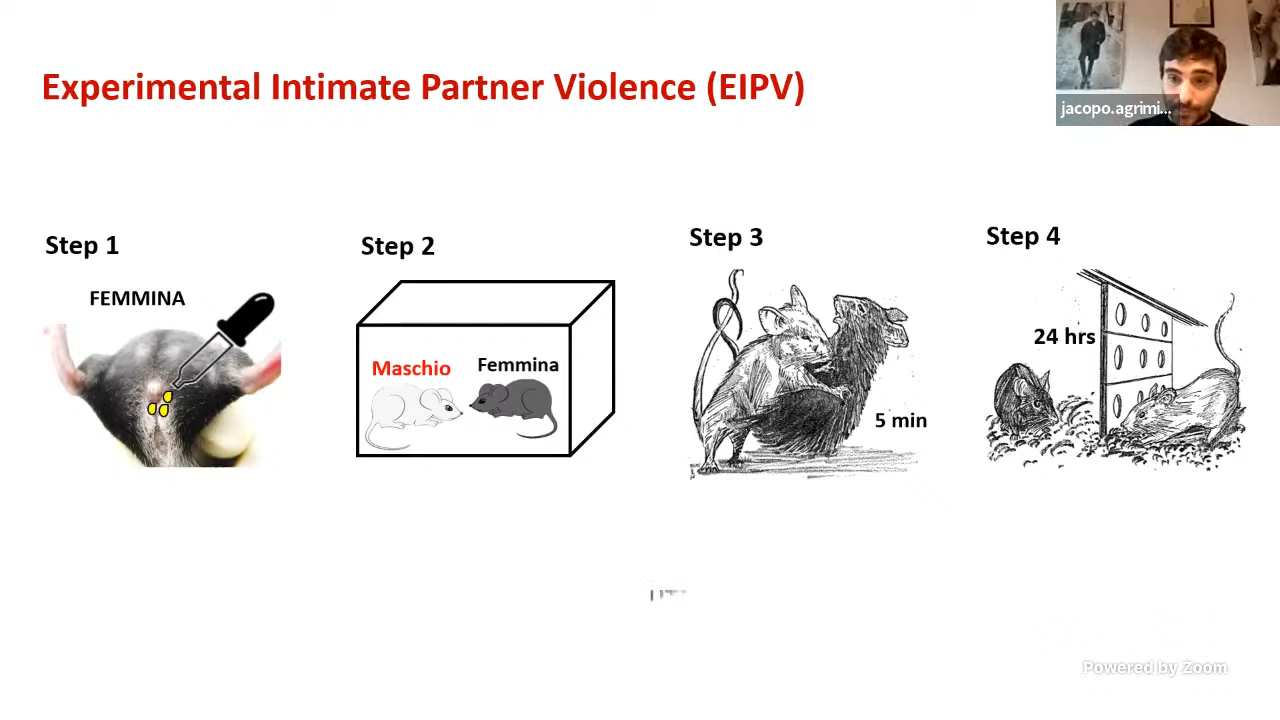 Experimental Intimate Partner Violence (EIPV)
jacopo.agrimi...
Step 1
FEMMINA
Step 2
Maschio
Femmina
Step 3
5 min
Step 4
24 hrs
Powered by Zoom